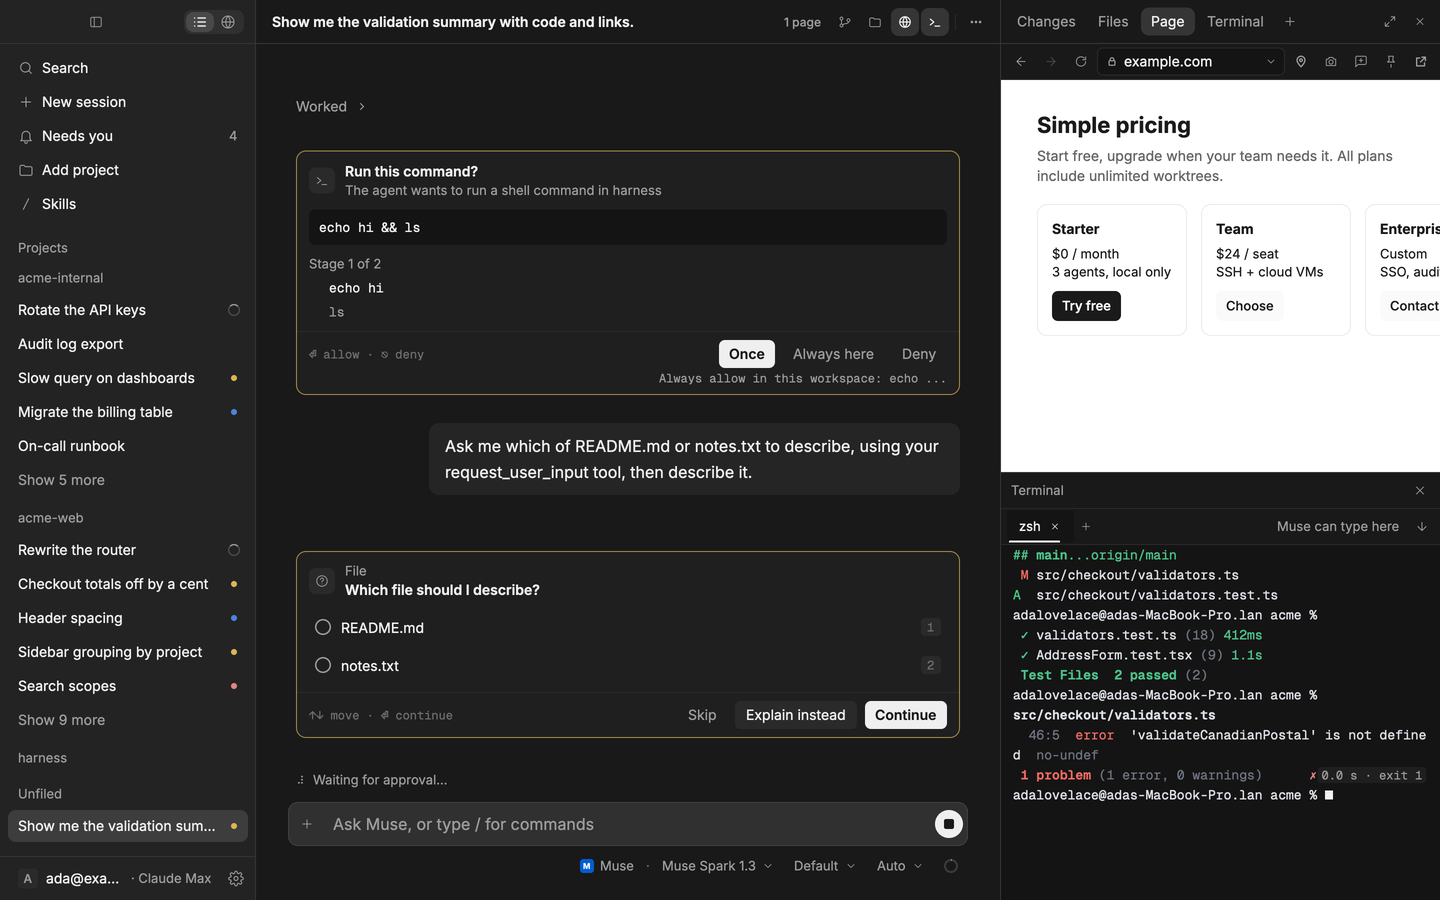 Search
New session
Needs you 4
Add project
Skills
Projects
acme-internal
Rotate the API keys
Audit log export
Slow query on dashboards
Migrate the billing table
On-call runbook
Show 5 more
acme-web
Rewrite the router
Checkout totals off by a cent
Header spacing
Sidebar grouping by project
Search scopes
Show 9 more
harness
Unfiled
Show me the validation sum...
A ada@exa... · Claude Max
Show me the validation summary with code and links.
1 page
Worked
Run this command?
The agent wants to run a shell command in harness
echo hi && ls
Stage 1 of 2
echo hi
ls
allow · deny
Once Always here Deny
Always allow in this workspace: echo ...
Ask me which of README.md or notes.txt to describe, using your
request_user_input tool, then describe it.
File
Which file should I describe?
README.md 1
notes.txt 2
move · continue
Skip Explain instead Continue
Waiting for approval...
Ask Muse, or type / for commands
M Muse · Muse Spark 1.3 Default Auto
Changes Files Page Terminal
example.com
Simple pricing
Start free, upgrade when your team needs it. All plans
include unlimited worktrees.
Starter
$0 / month
3 agents, local only
Try free
Team
$24 / seat
SSH + cloud VMs
Choose
Enterpris
Custom
SSO, audi
Contact
Terminal
zsh Muse can type here
## main...origin/main
M src/checkout/validators.ts
A src/checkout/validators.test.ts
adalovelace@adas-MacBook-Pro.lan acme %
✓ validators.test.ts (18) 412ms
✓ AddressForm.test.tsx (9) 1.1s
Test Files 2 passed (2)
adalovelace@adas-MacBook-Pro.lan acme %
src/checkout/validators.ts
46:5 error 'validateCanadianPostal' is not define
d no-undef
1 problem (1 error, 0 warnings) ✗ 0.0 s · exit 1
adalovelace@adas-MacBook-Pro.lan acme %